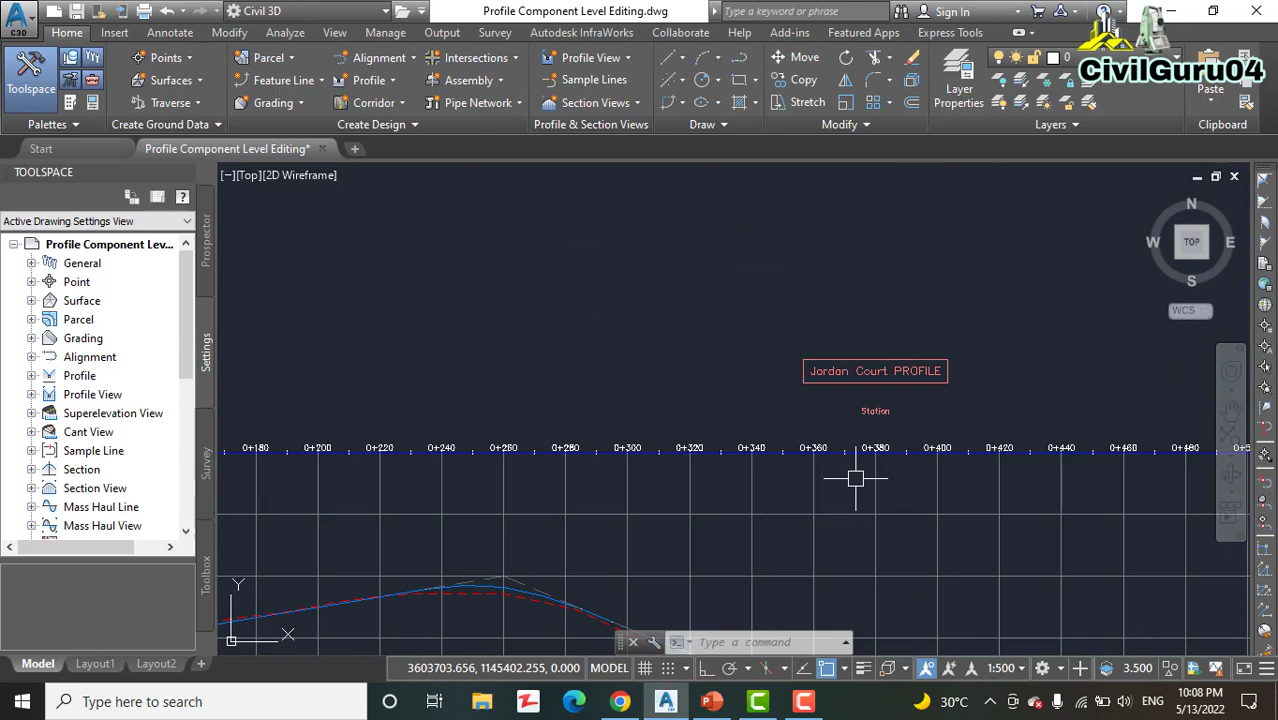 Civil 3D
Profile Component Level Editing.dwg
Type a keyword or phrase
Sign In
C3D
CivilGuru04
Home Insert Annotate Modify Analyze View Manage Output Survey Autodesk InfraWorks Collaborate Help Add-ins Featured Apps Express Tools
Points Parcel Alignment Intersections Profile View Move
Surfaces Feature Line Profile Assembly Sample Lines Copy
Toolspace
Traverse Grading Corridor Pipe Network Section Views Stretch
Layer
Properties
0
Paste
Palettes Create Ground Data Create Design Profile & Section Views Draw Modify Layers Clipboard
Start Profile Component Level Editing*
TOOLSPACE
[−][Top][2D Wireframe]
Active Drawing Settings View
Profile Component Lev...
General
Point
Surface
Parcel
Grading
Alignment
Profile
Profile View
Superelevation View
Cant View
Sample Line
Section
Section View
Mass Haul Line
Mass Haul View
Prospector
Settings
Survey
Toolbox
N
W TOP E
S
WCS
Jordan Court PROFILE
Station
0+180 0+200 0+220 0+240 0+260 0+280 0+300 0+320 0+340 0+360 0+380 0+400 0+420 0+440 0+460 0+480 0+5
Y
X
Type a command
Model Layout1 Layout2
3603703.656, 1145402.255, 0.000 MODEL
1:500
3.500
Type here to search
30°C
ENG
10:08 PM
5/13/2022